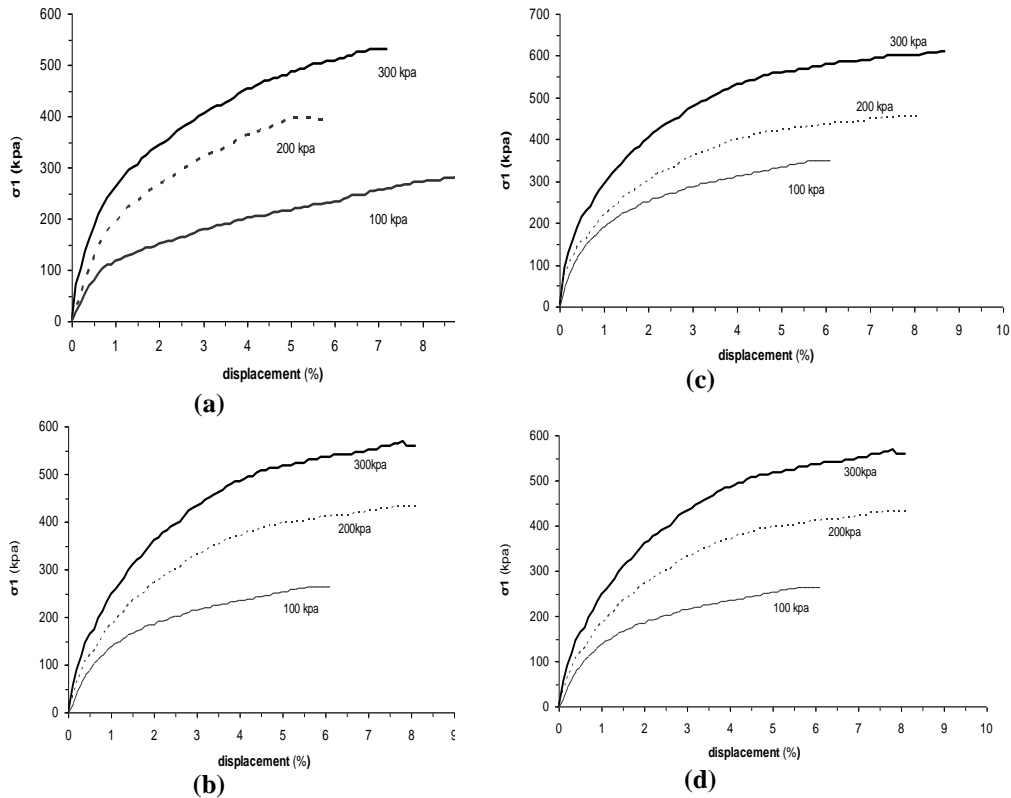 600
500
400
300
200
100
0
σ1 (kpa)
300 kpa
200 kpa
100 kpa
0 1 2 3 4 5 6 7 8
displacement (%)
(a)
700
600
500
400
300
200
100
0
σ1 (kpa)
300 kpa
200 kpa
100 kpa
0 1 2 3 4 5 6 7 8 9 10
displacement (%)
(c)
600
500
400
300
200
100
0
σ1 (kpa)
300kpa
200kpa
100 kpa
0 1 2 3 4 5 6 7 8 9
displacement (%)
(b)
600
500
400
300
200
100
0
σ1 (kpa)
300kpa
200kpa
100 kpa
0 1 2 3 4 5 6 7 8 9 10
displacement (%)
(d)